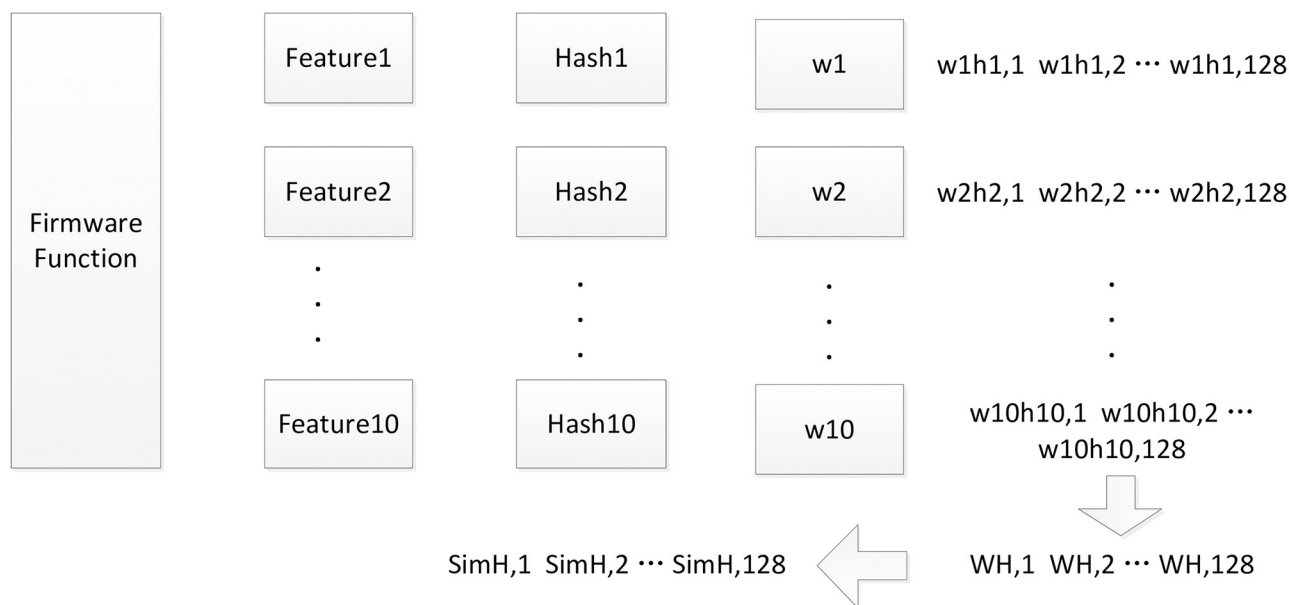 Firmware
Function
Feature1
Hash1
w1
w1h1,1 w1h1,2 ··· w1h1,128
Feature2
Hash2
w2
w2h2,1 w2h2,2 ··· w2h2,128
Feature10
Hash10
w10
w10h10,1 w10h10,2 ···
w10h10,128
SimH,1 SimH,2 ··· SimH,128
WH,1 WH,2 ··· WH,128